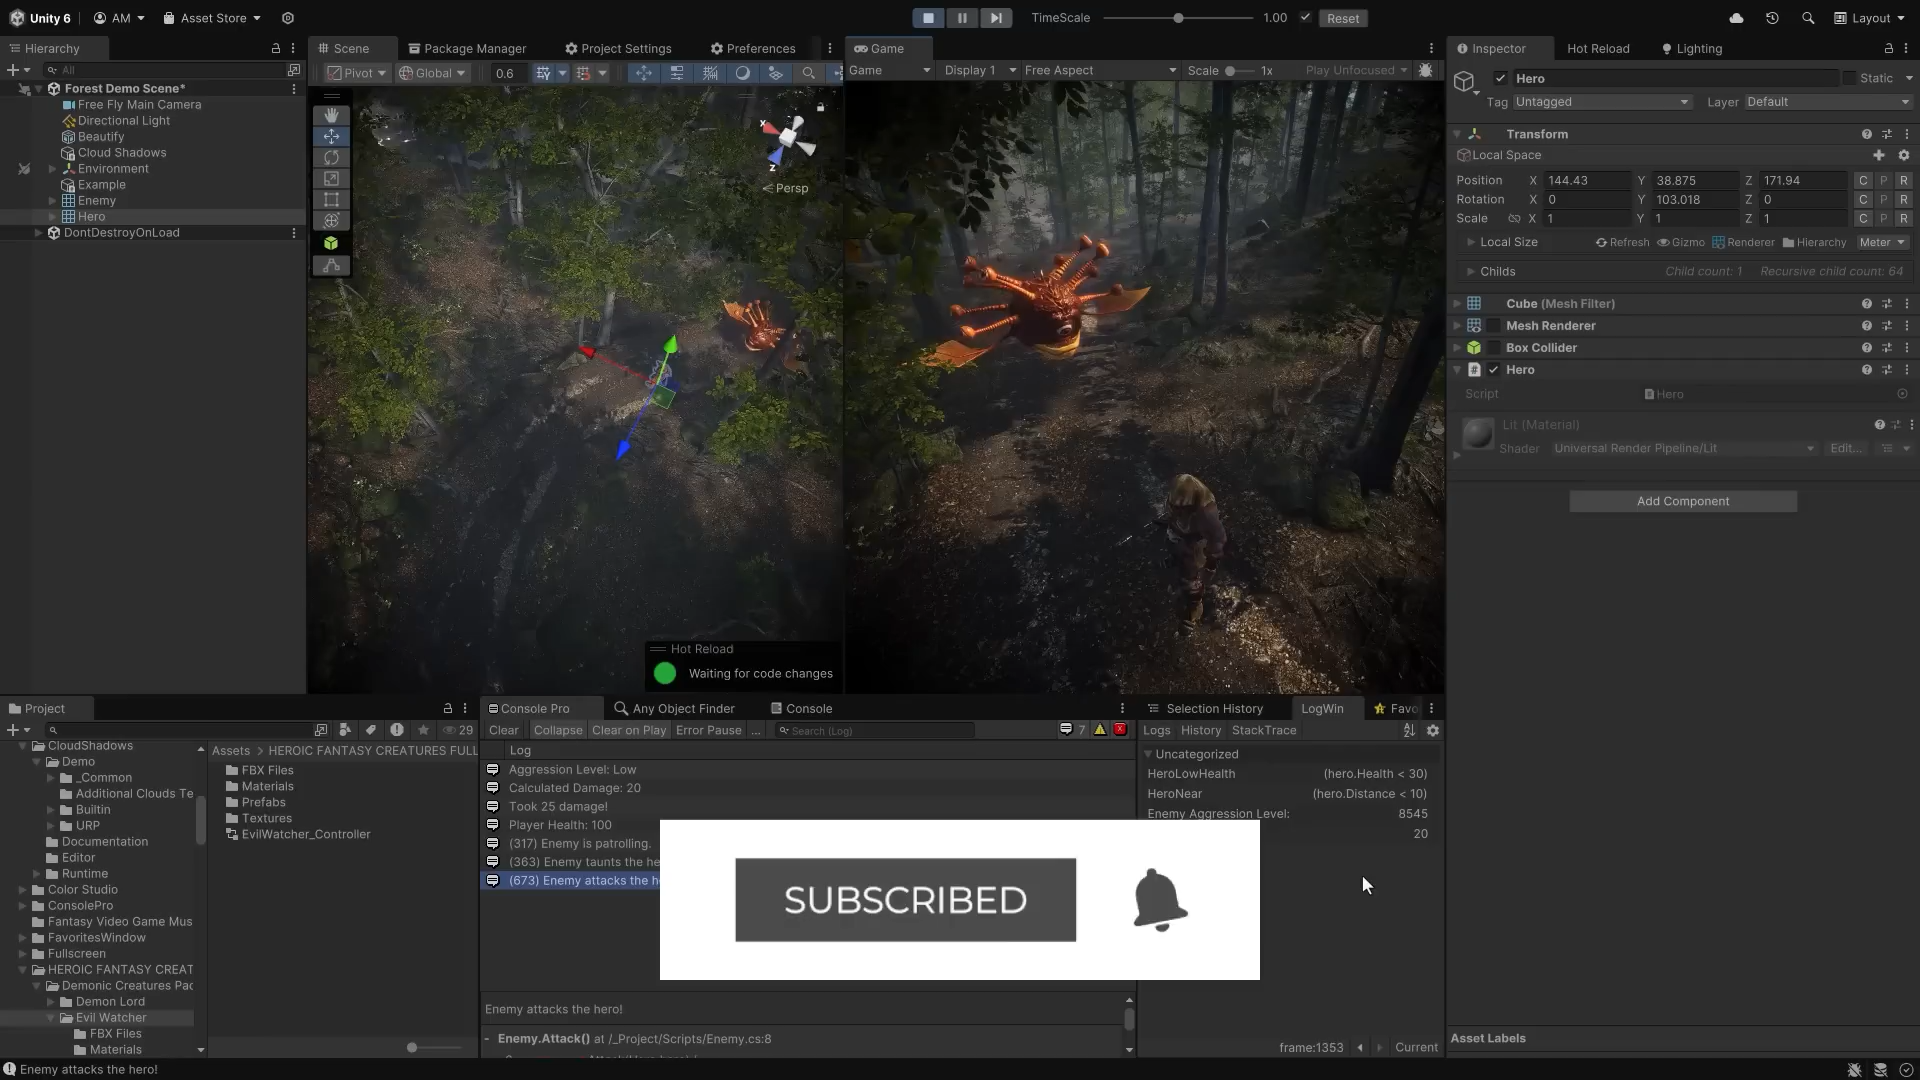 Unity 6
AM
Asset Store
TimeScale
1.00
Reset
Layout
Hierarchy
All
Forest Demo Scene*
Free Fly Main Camera
Directional Light
Beautify
Cloud Shadows
Environment
Example
Enemy
Hero
DontDestroyOnLoad
Scene
Package Manager
Project Settings
Preferences
Pivot
Global
0.6
x
z
Persp
Hot Reload
Waiting for code changes
Game
Game
Display 1
Free Aspect
Scale
1x
Play Unfocused
Inspector
Hot Reload
Lighting
Hero
Static
Tag Untagged
Layer Default
Transform
Local Space
Position X 144.43 Y 38.875 Z 171.94 C P R
Rotation X 0 Y 103.018 Z 0 C P R
Scale X 1 Y 1 Z 1 C P R
Local Size Refresh Gizmo Renderer Hierarchy Meter
Childs Child count: 1 Recursive child count: 64
Cube (Mesh Filter)
Mesh Renderer
Box Collider
Hero
Script Hero
Lit (Material)
Shader Universal Render Pipeline/Lit Edit...
Add Component
Asset Labels
Project
29
CloudShadows
Demo
_Common
Additional Clouds Te
Builtin
URP
Documentation
Editor
Runtime
Color Studio
ConsolePro
Fantasy Video Game Mus
FavoritesWindow
Fullscreen
HEROIC FANTASY CREAT
Demonic Creatures Pac
Demon Lord
Evil Watcher
FBX Files
Materials
Assets > HEROIC FANTASY CREATURES FULL
FBX Files
Materials
Prefabs
Textures
EvilWatcher_Controller
Console Pro
Any Object Finder
Console
Clear Collapse Clear on Play Error Pause ...
Search (Log)
7
Log
Aggression Level: Low
Calculated Damage: 20
Took 25 damage!
Player Health: 100
(317) Enemy is patrolling.
(363) Enemy taunts the he
(673) Enemy attacks the h
Enemy attacks the hero!
- Enemy.Attack() at /_Project/Scripts/Enemy.cs:8
Selection History
LogWin
Favo
Logs History StackTrace
Uncategorized
HeroLowHealth (hero.Health < 30)
HeroNear (hero.Distance < 10)
Enemy Aggression Level: 8545
20
frame:1353
Current
SUBSCRIBED
Enemy attacks the hero!